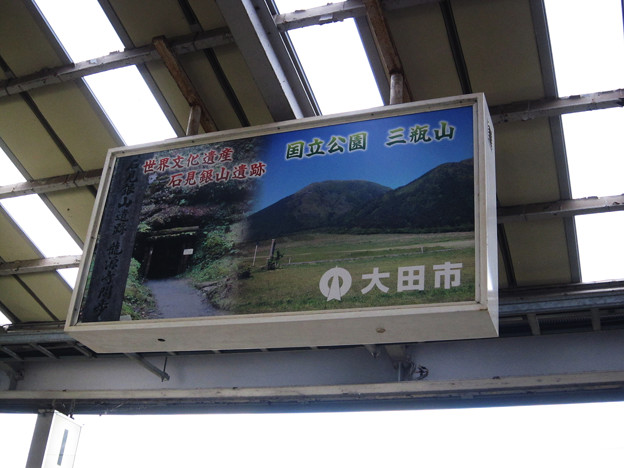 世界文化遺産
石見銀山遺跡
国立公園 三瓶山
大田市